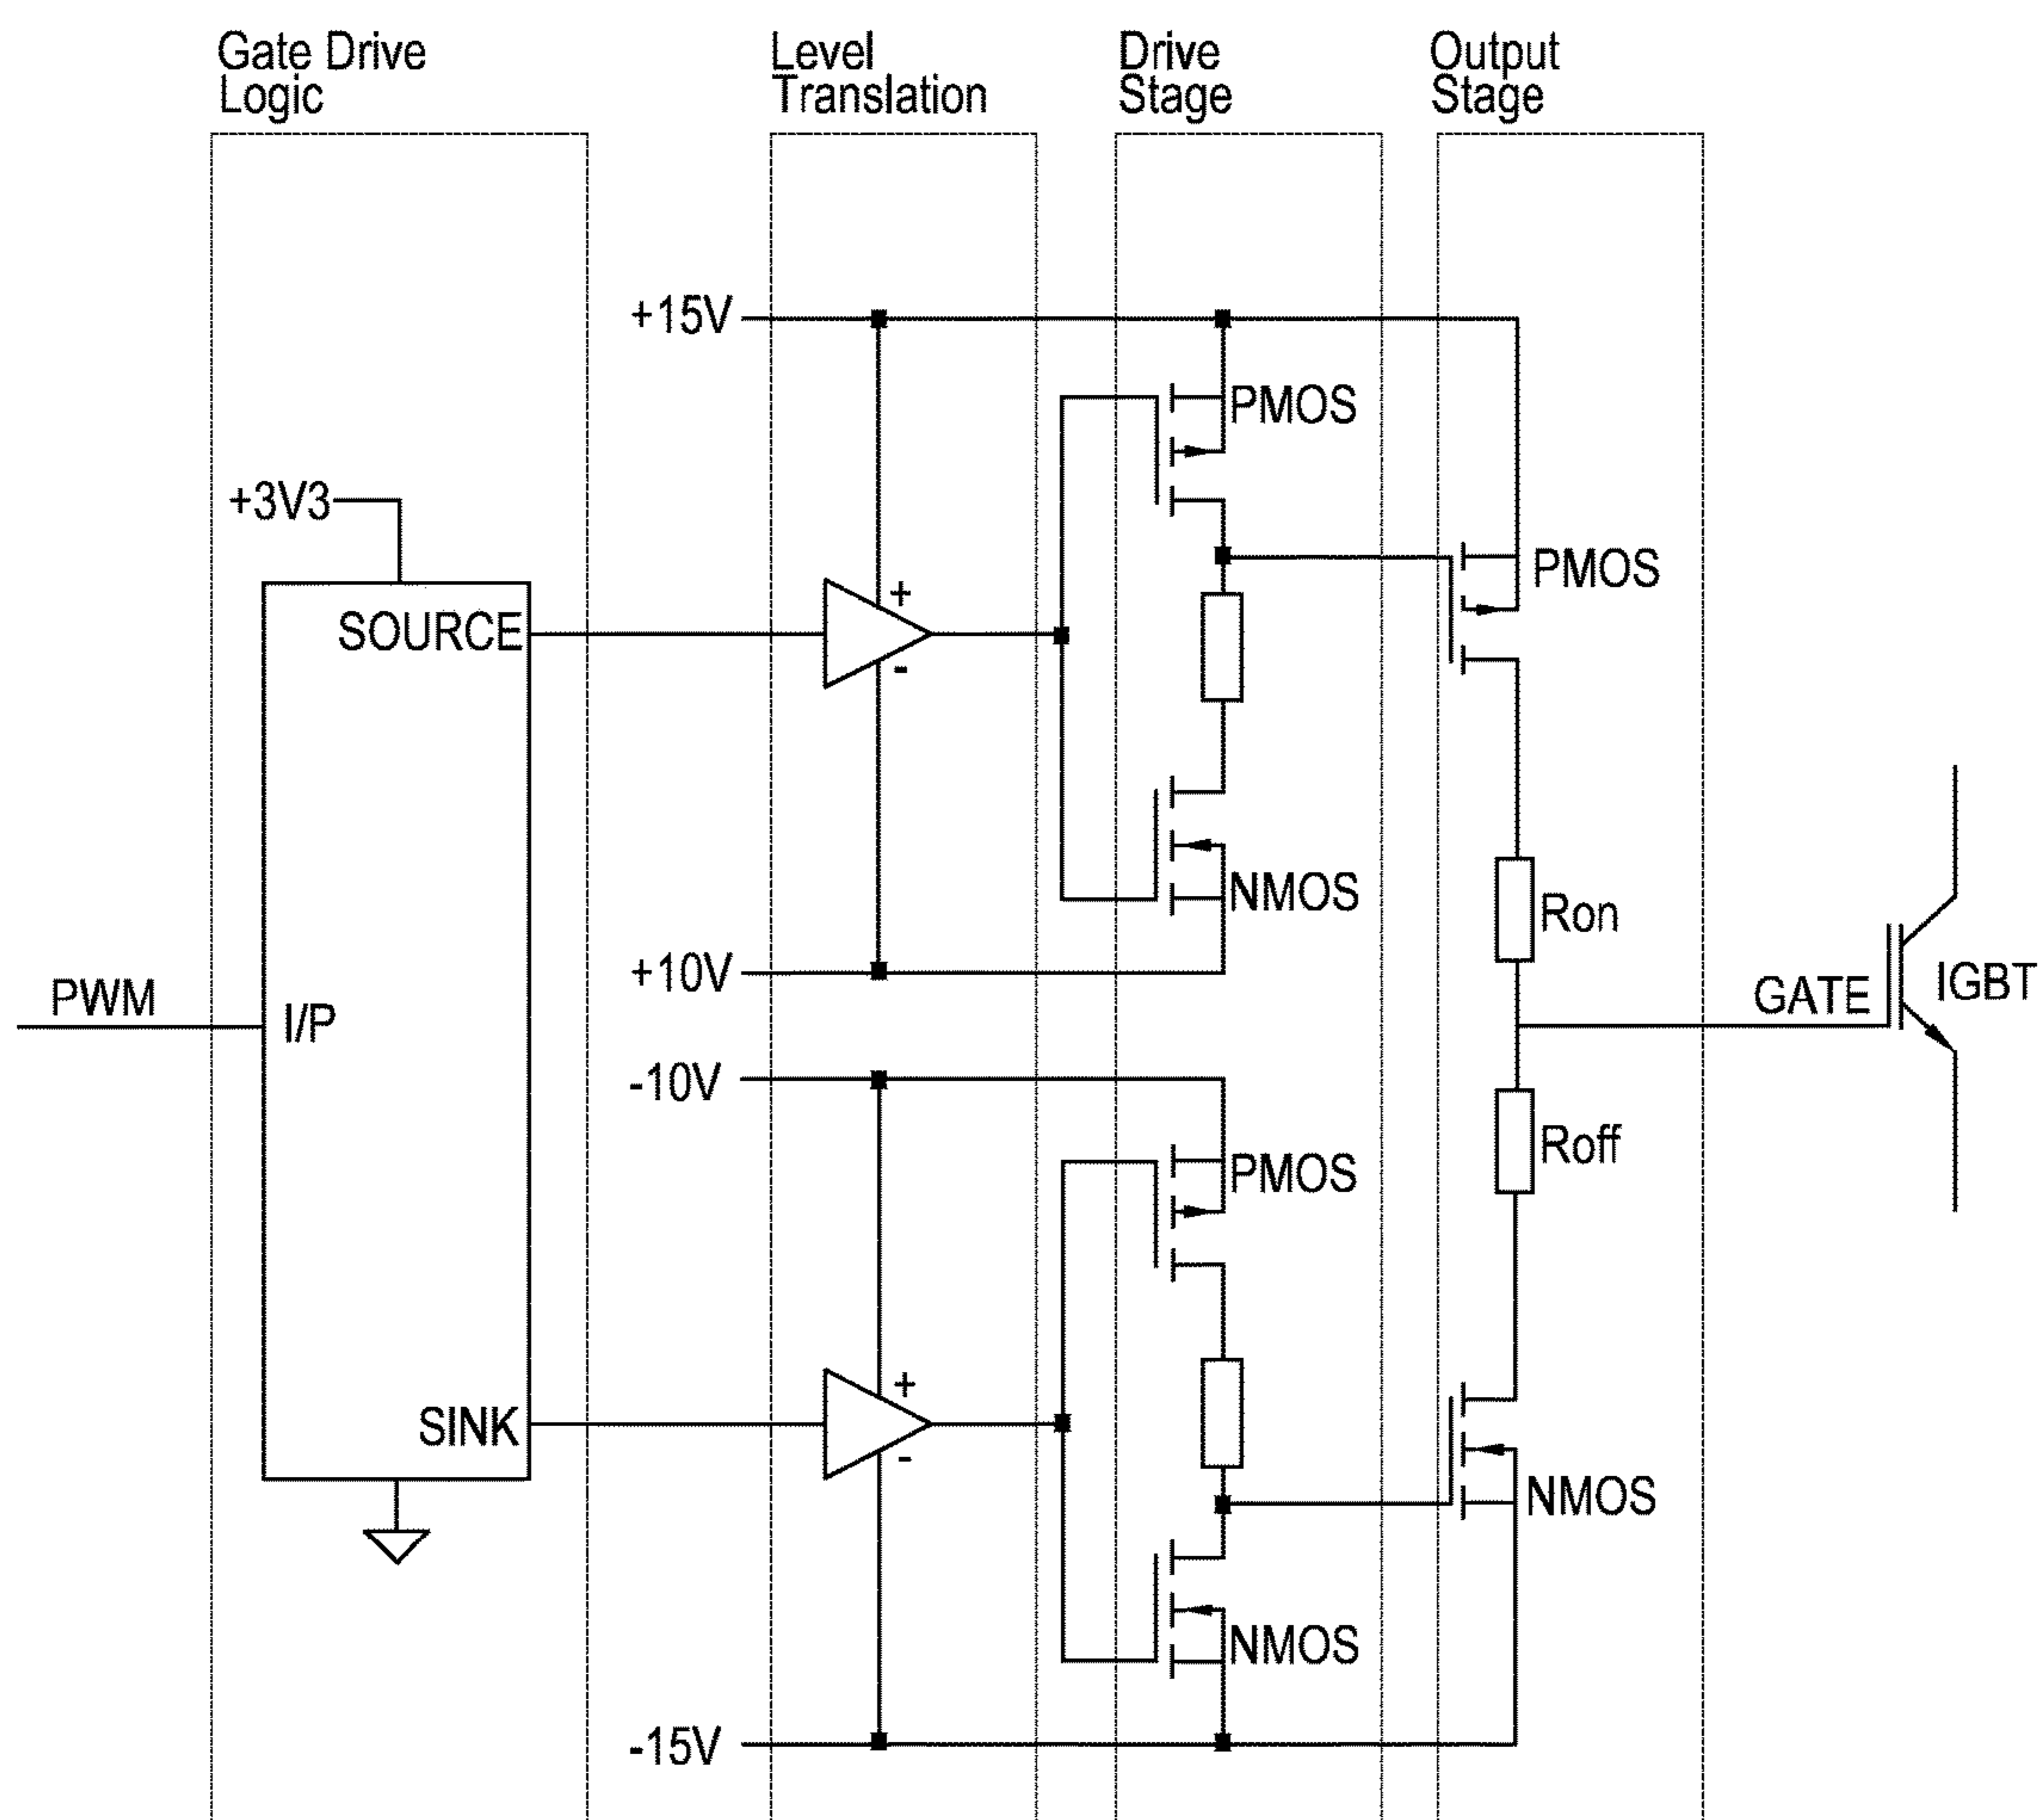 Gate Drive
Logic
Level
Translation
Drive
Stage
Output
Stage
+15V
PMOS
+3V3
PMOS
SOURCE
+
-
NMOS
Ron
+10V
PWM
I/P
GATE
IGBT
-10V
PMOS
Roff
SINK
+
-
NMOS
NMOS
-15V